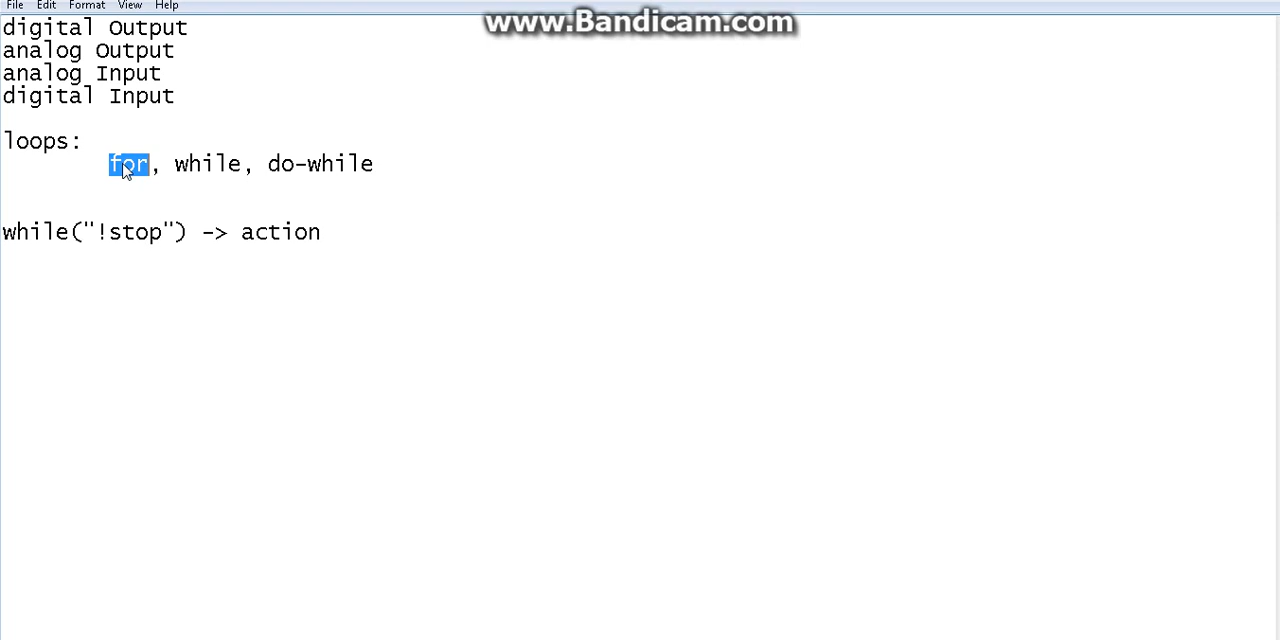 File Edit Format View Help
www.Bandicam.com
digital Output
analog Output
analog Input
digital Input
loops:
for, while, do-while
while("!stop") -> action